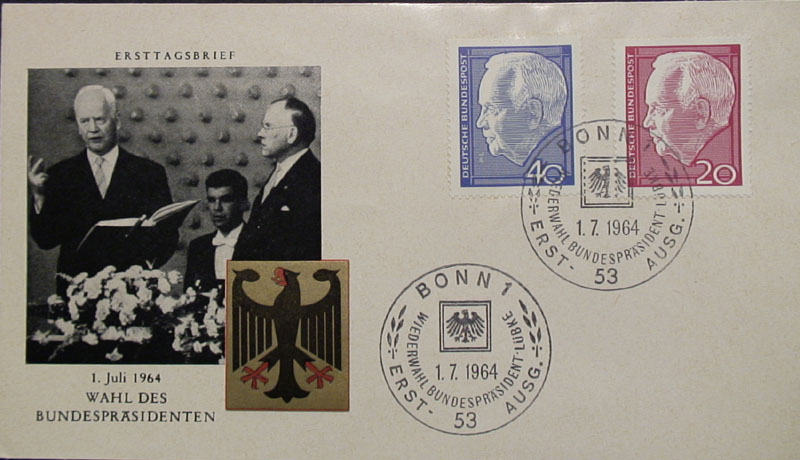 ERSTTAGSBRIEF
1. Juli 1964
WAHL DES
BUNDESPRÄSIDENTEN
DEUTSCHE BUNDESPOST
40
DEUTSCHE BUNDESPOST
20
BONN 1
WIEDERWAHL BUNDESPRÄSIDENT·LÜBKE
1.7.1964
ERST- AUSG.
53
BONN 1
WIEDERWAHL BUNDESPRÄSIDENT·LÜBKE
1.7.1964
ERST- AUSG.
53